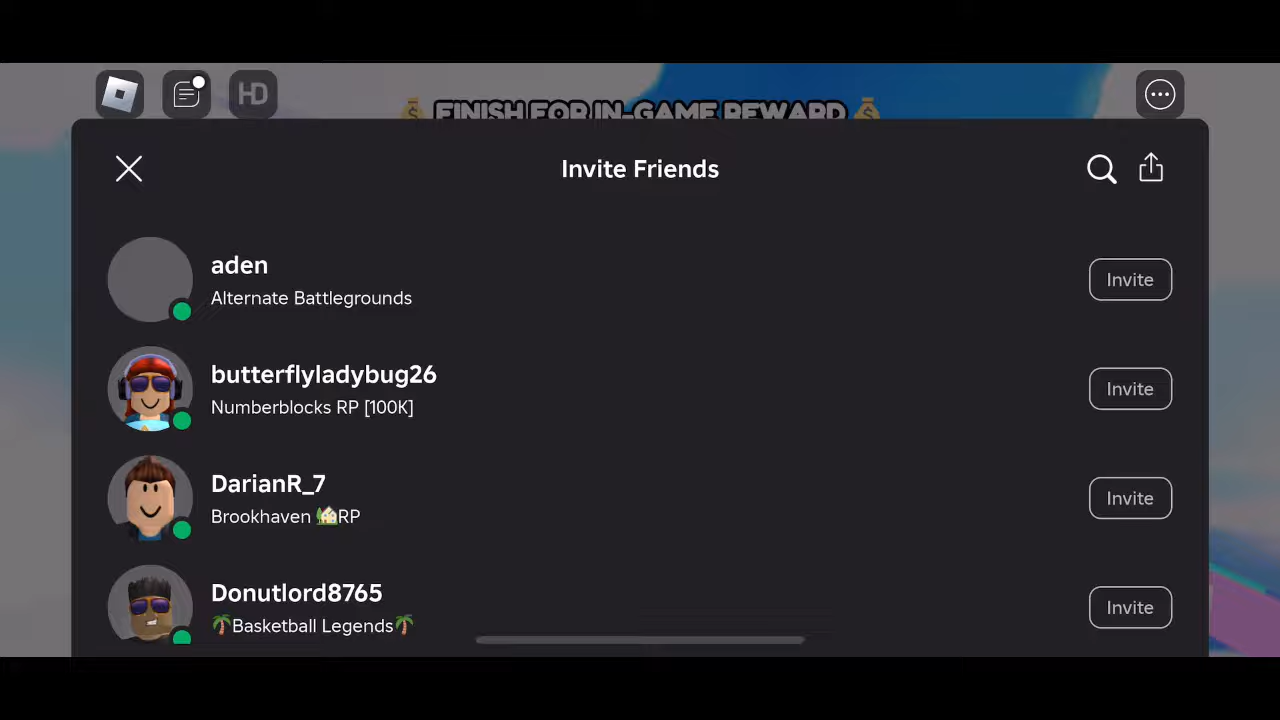 HD
💰 FINISH FOR IN-GAME REWARD 💰
Invite Friends
aden
Alternate Battlegrounds
Invite
butterflyladybug26
Numberblocks RP [100K]
Invite
DarianR_7
Brookhaven 🏡RP
Invite
Donutlord8765
🌴Basketball Legends🌴
Invite